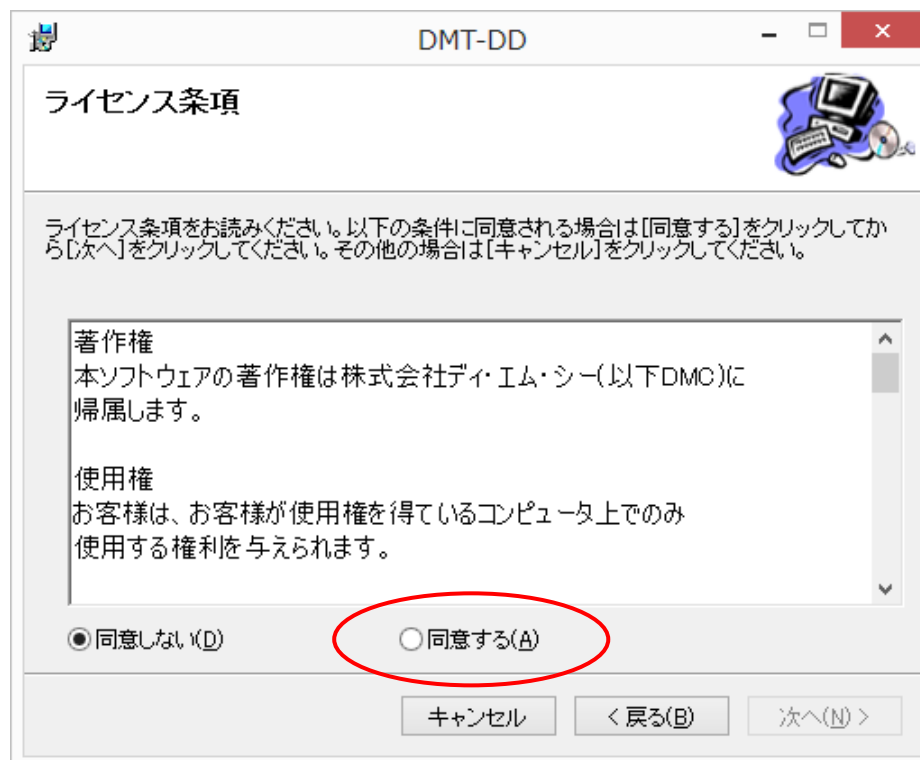 DMT-DD
ライセンス条項
ライセンス条項をお読みください。以下の条件に同意される場合は[同意する]をクリックしてか
ら[次へ]をクリックしてください。その他の場合は[キャンセル]をクリックしてください。
著作権
本ソフトウェアの著作権は株式会社ディ・エム・シー(以下DMC)に
帰属します。
使用権
お客様は、お客様が使用権を得ているコンピュータ上でのみ
使用する権利を与えられます。
同意しない(D)
同意する(A)
キャンセル
< 戻る(B)
次へ(N) >